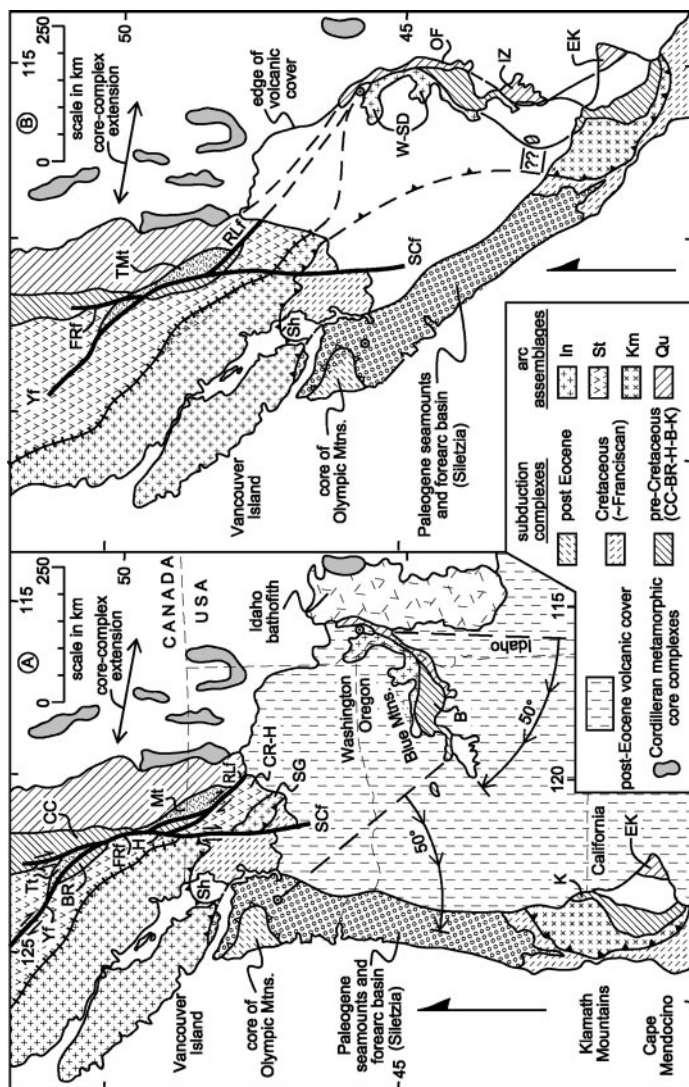 A
115
250
scale in km
0
core-complex
extension
50
CANADA
USA
Idaho
batholith
125
Tr
Yf
BR
CC
FRf
H
Mt
RLf
CR-H
SG
SCf
Sh
Vancouver
Island
core of
Olympic Mtns.
Washington
Oregon
Blue Mtns.
B
Idaho
50°
50°
115
120
Paleogene
seamounts and
forearc basin
(Siletzia)
45
K
California
EK
Klamath
Mountains
Cape
Mendocino
B
115
250
scale in km
0
core-complex
extension
50
45
edge of
volcanic
cover
TMt
FRf
Yf
RLf
SCf
Sh
Vancouver
Island
core of
Olympic Mtns.
W-SD
OF
IZ
EK
??
Paleogene seamounts
and forearc basin
(Siletzia)
post-Eocene volcanic cover
Cordilleran metamorphic
core complexes
subduction
complexes
post Eocene
Cretaceous
(~Franciscan)
pre-Cretaceous
(CC-BR-H-B-K)
arc
assemblages
In
St
Km
Qu